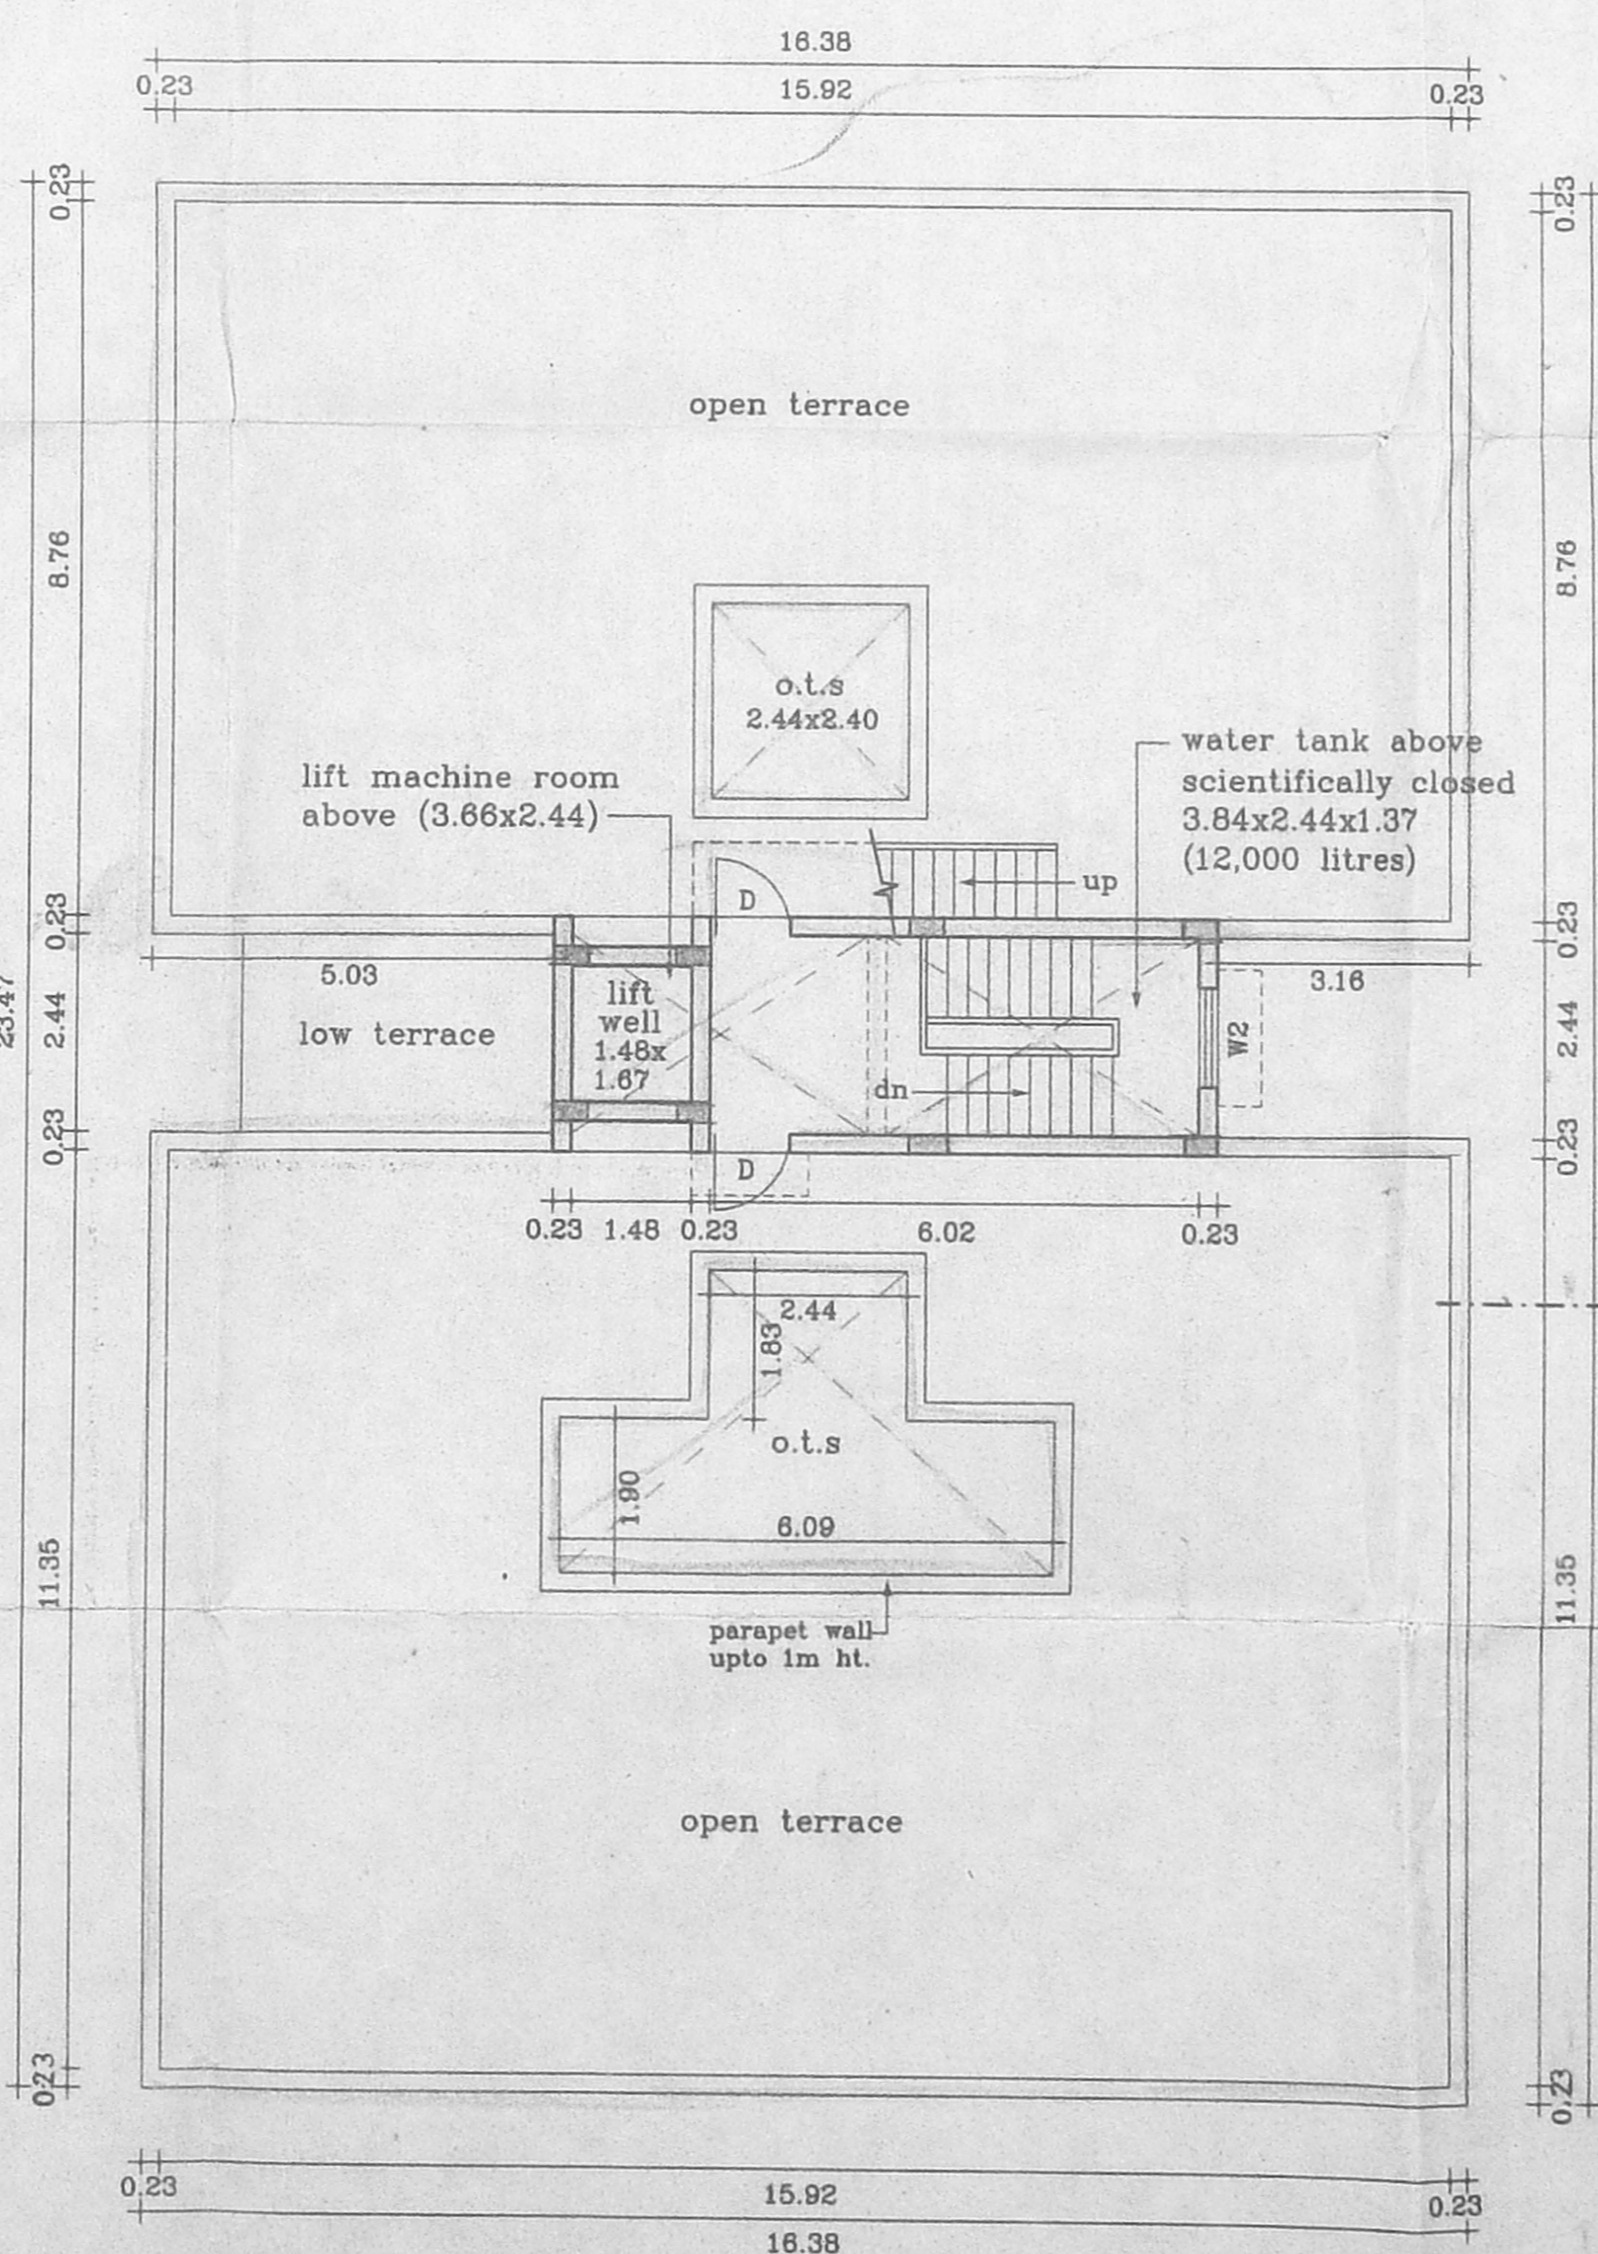 16.38
0.23
15.92
0.23
0.23
0.23
open terrace
8.76
8.76
o.t.s
2.44x2.40
lift machine room
above (3.66x2.44)
water tank above
scientifically closed
3.84x2.44x1.37
(12,000 litres)
up
D
0.23
0.23
5.03
3.16
lift
well
1.48x
1.67
low terrace
23.47
2.44
2.44
W2
dn
0.23
0.23
D
0.23
1.48
0.23
6.02
0.23
2.44
1.83
o.t.s
1.90
6.09
11.35
11.35
parapet wall
upto 1m ht.
open terrace
0.23
0.23
0.23
15.92
0.23
16.38